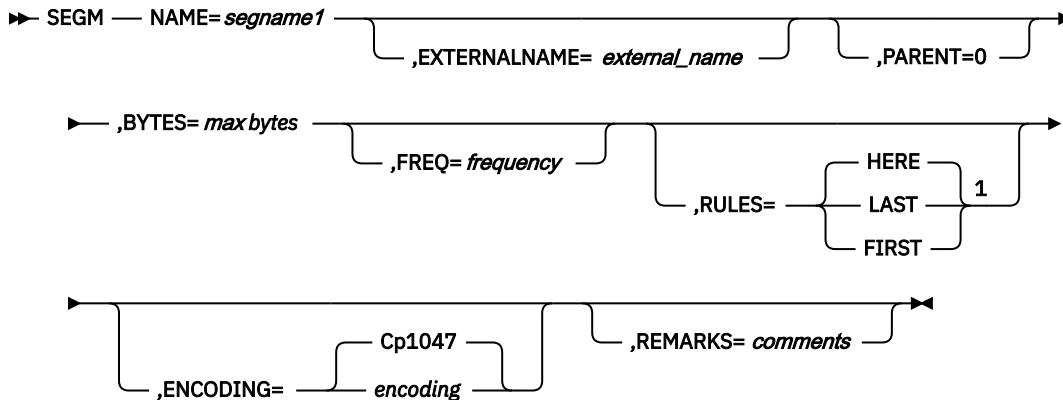 SEGM NAME= segname1
,EXTERNALNAME= external_name
,PARENT=0
,BYTES= max bytes
,FREQ= frequency
,RULES=
HERE
LAST
FIRST
1
,ENCODING=
Cp1047
encoding
,REMARKS= comments